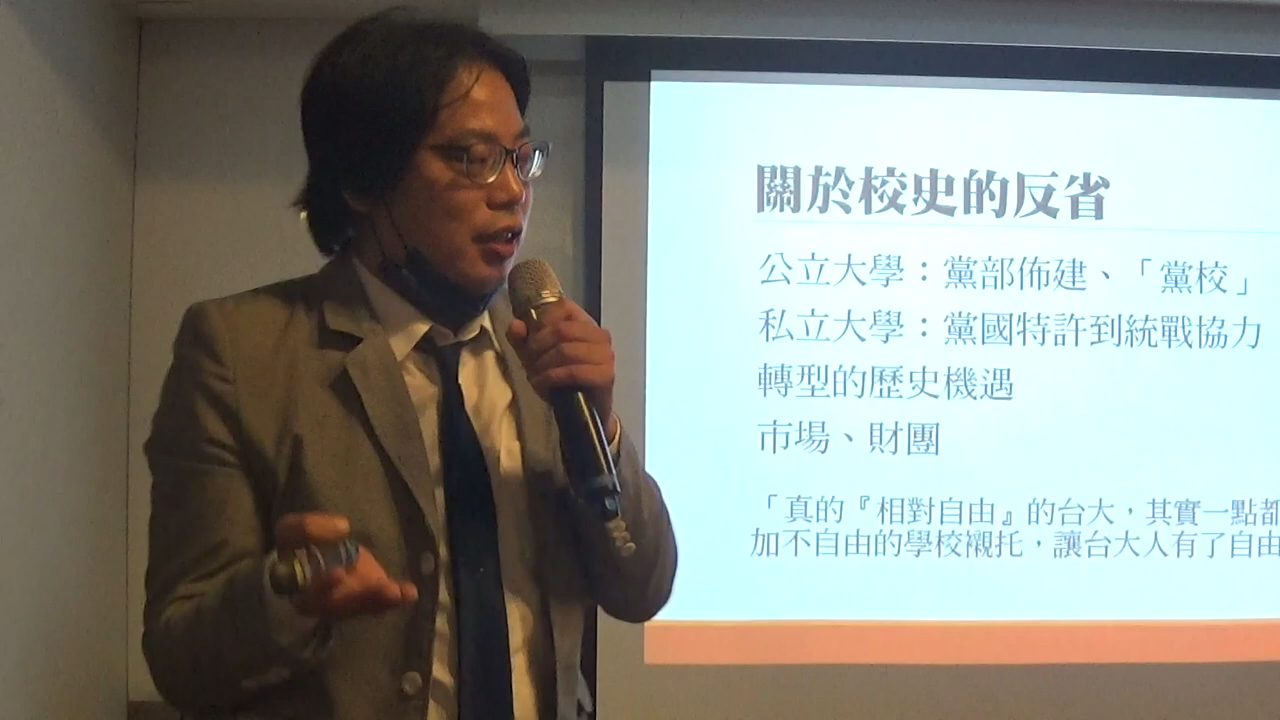 關於校史的反省
公立大學：黨部佈建、「黨校」
私立大學：黨國特許到統戰協力
轉型的歷史機遇
市場、財團
「真的『相對自由』的台大，其實一點都
加不自由的學校襯托，讓台大人有了自由